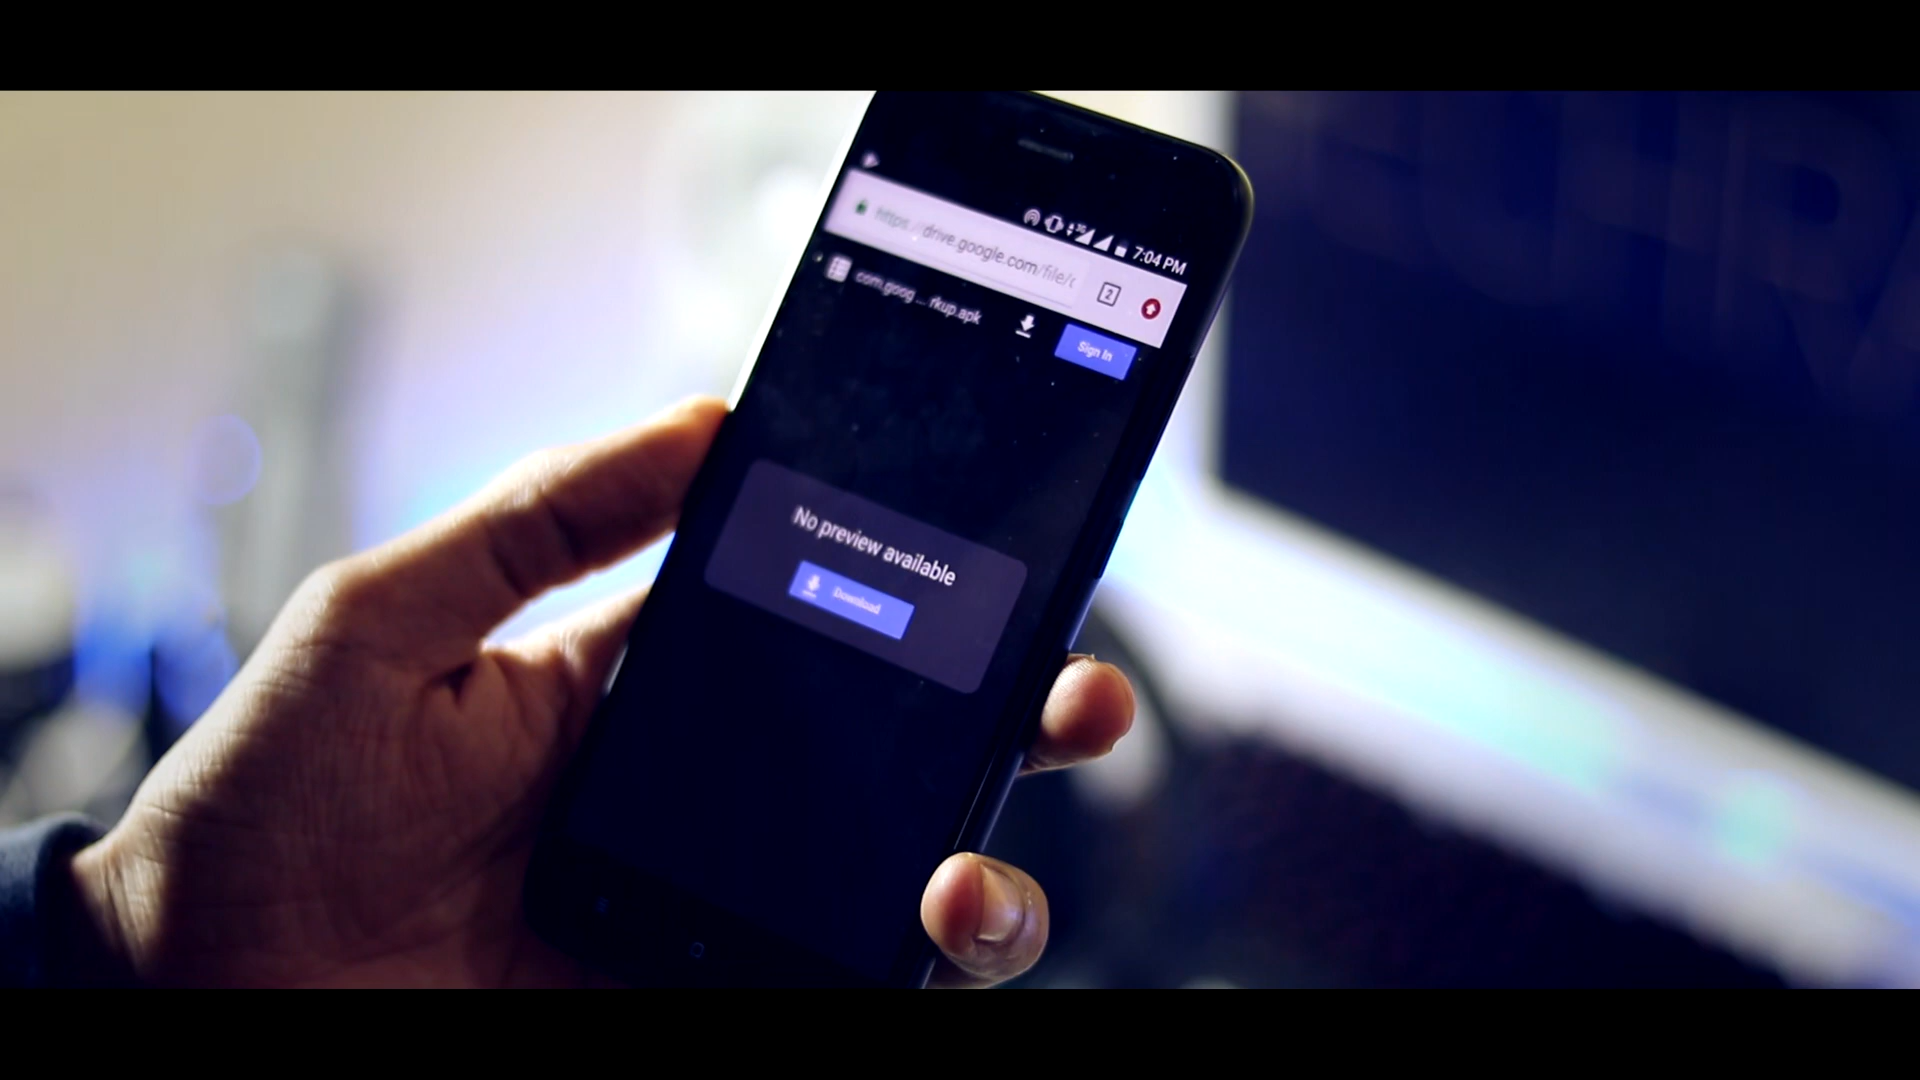 7:04 PM
https://drive.google.com/file/
2
com.goog ... rkup.apk
Sign In
No preview available
Download